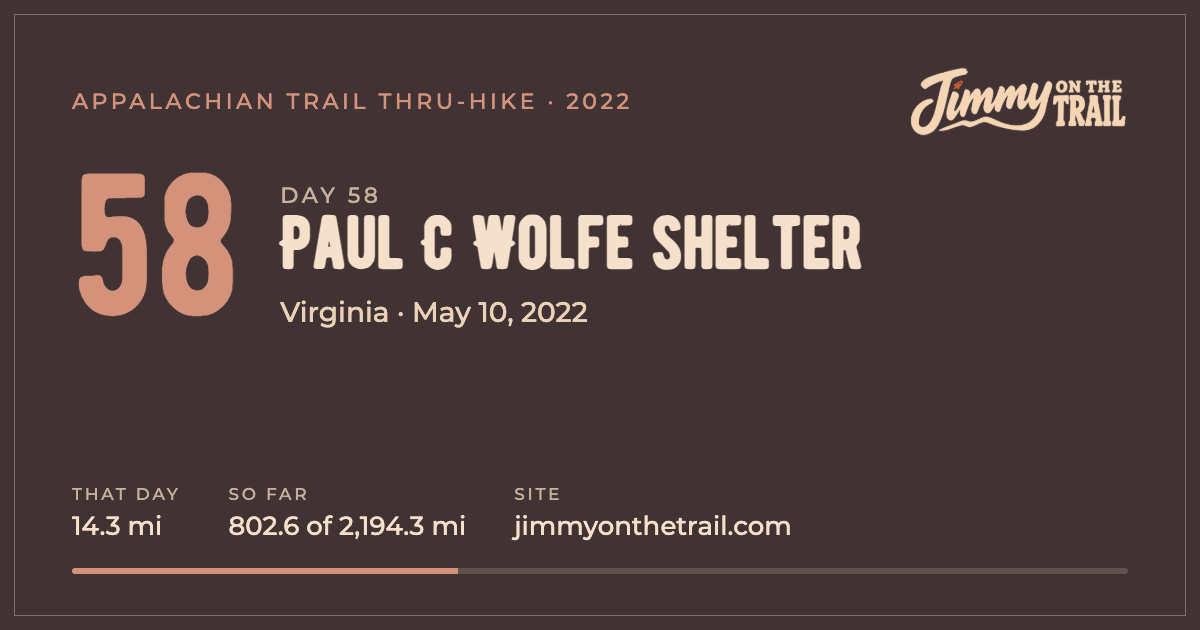 APPALACHIAN TRAIL THRU-HIKE · 2022
Jimmy ON THE TRAIL
58
DAY 58
PAUL C WOLFE SHELTER
Virginia · May 10, 2022
THAT DAY
14.3 mi
SO FAR
802.6 of 2,194.3 mi
SITE
jimmyonthetrail.com